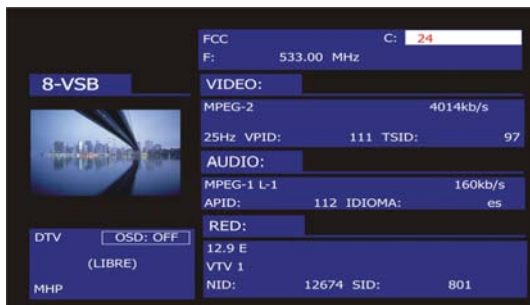 FCC C: 24
F: 533.00 MHz
8-VSB
VIDEO:
MPEG-2 4014kb/s
25Hz VPID: 111 TSID: 97
AUDIO:
MPEG-1 L-1 160kb/s
APID: 112 IDIOMA: es
RED:
12.9 E
VTV 1
NID: 12674 SID: 801
DTV OSD: OFF
(LIBRE)
MHP